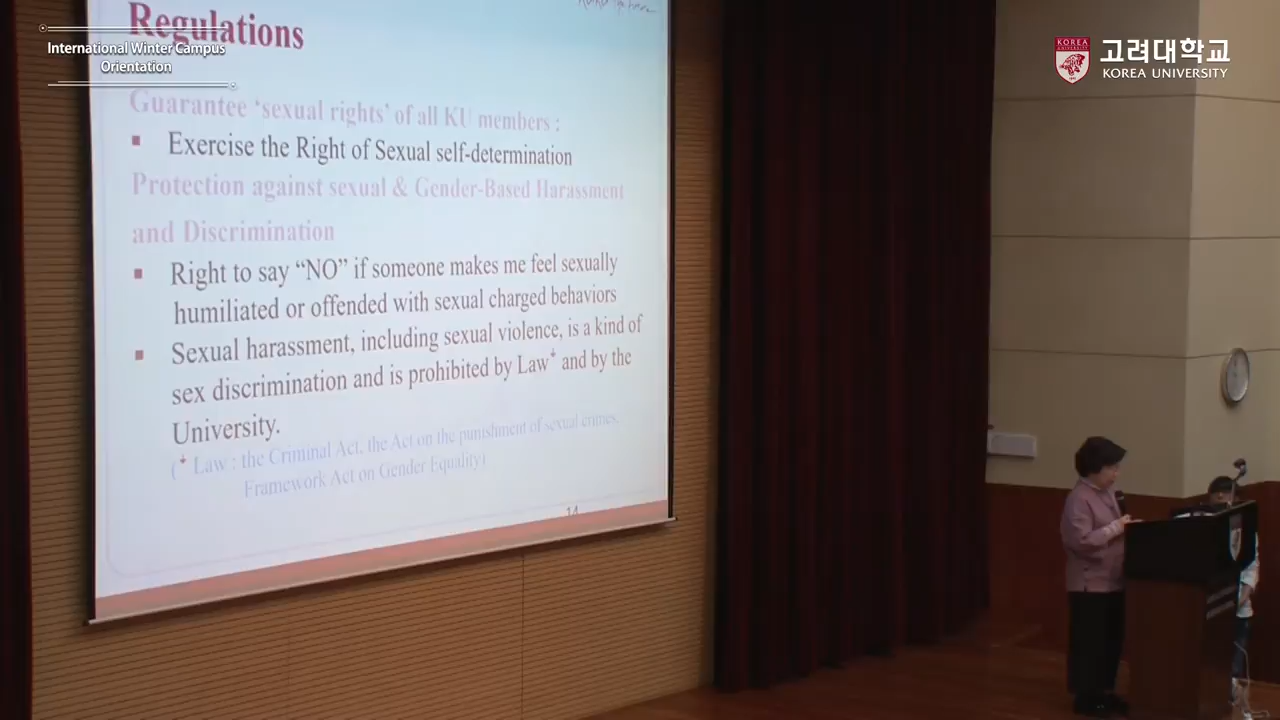 International Winter Campus
Orientation
KOREA
고려대학교
KOREA UNIVERSITY
Regulations
Guarantee ‘sexual rights’ of all KU members :
▪ Exercise the Right of Sexual self-determination
Protection against sexual & Gender-Based Harassment
and Discrimination
▪ Right to say “NO” if someone makes me feel sexually
humiliated or offended with sexual charged behaviors
▪ Sexual harassment, including sexual violence, is a kind of
sex discrimination and is prohibited by Law* and by the
University.
(* Law : the Criminal Act, the Act on the punishment of sexual crimes,
Framework Act on Gender Equality)
14